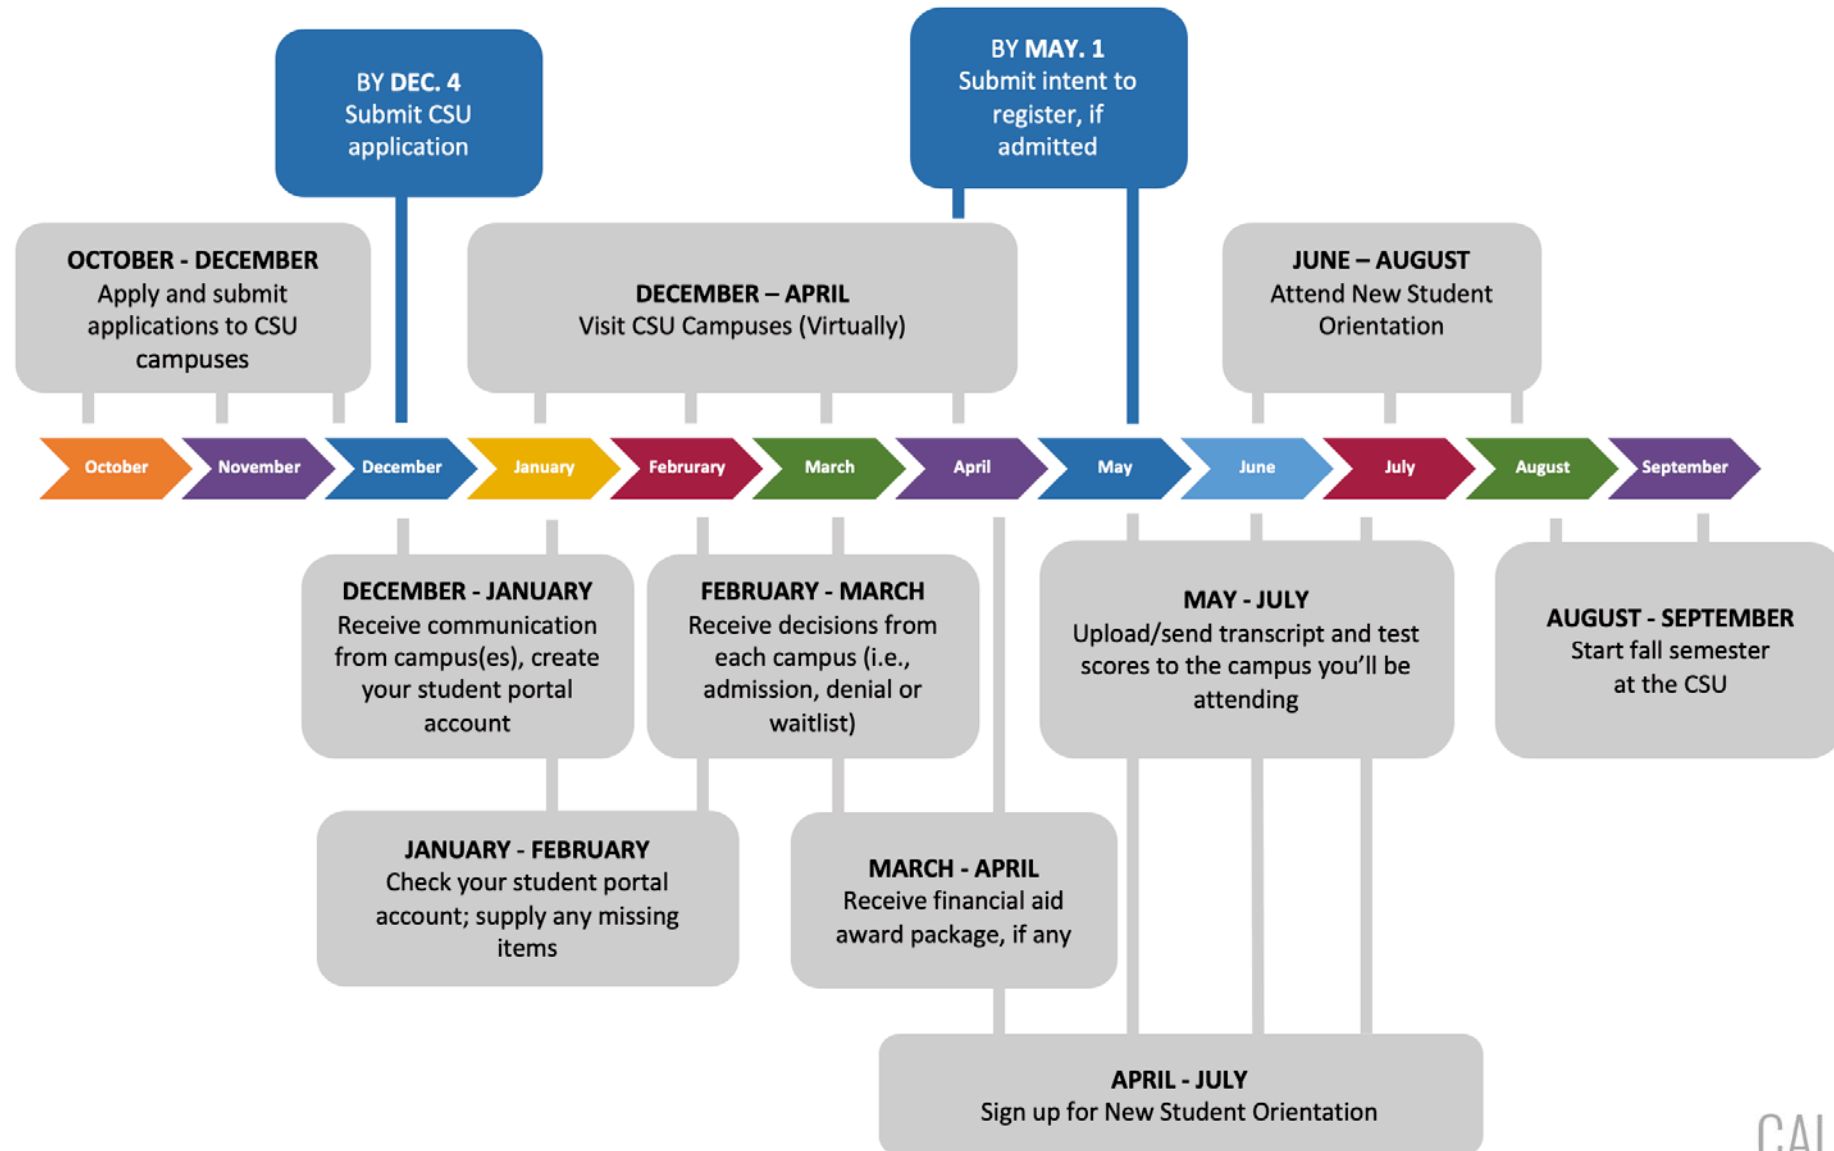 BY DEC. 4
Submit CSU
application
BY MAY. 1
Submit intent to
register, if
admitted
OCTOBER - DECEMBER
Apply and submit
applications to CSU
campuses
DECEMBER – APRIL
Visit CSU Campuses (Virtually)
JUNE – AUGUST
Attend New Student
Orientation
October
November
December
January
Februrary
March
April
May
June
July
August
September
DECEMBER - JANUARY
Receive communication
from campus(es), create
your student portal
account
FEBRUARY - MARCH
Receive decisions from
each campus (i.e.,
admission, denial or
waitlist)
MAY - JULY
Upload/send transcript and test
scores to the campus you’ll be
attending
AUGUST - SEPTEMBER
Start fall semester
at the CSU
JANUARY - FEBRUARY
Check your student portal
account; supply any missing
items
MARCH - APRIL
Receive financial aid
award package, if any
APRIL - JULY
Sign up for New Student Orientation